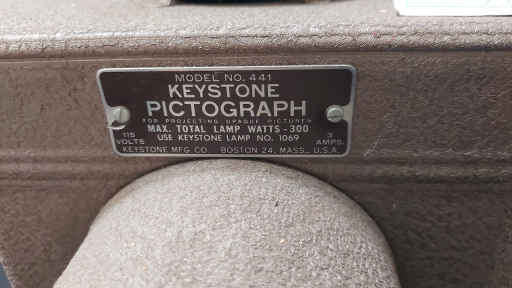 MODEL NO. 441
KEYSTONE
PICTOGRAPH
FOR PROJECTING OPAQUE PICTURES
MAX. TOTAL LAMP WATTS - 300
USE KEYSTONE LAMP NO. 1069
115
VOLTS
3
AMPS.
KEYSTONE MFG. CO. BOSTON 24, MASS., U.S.A.